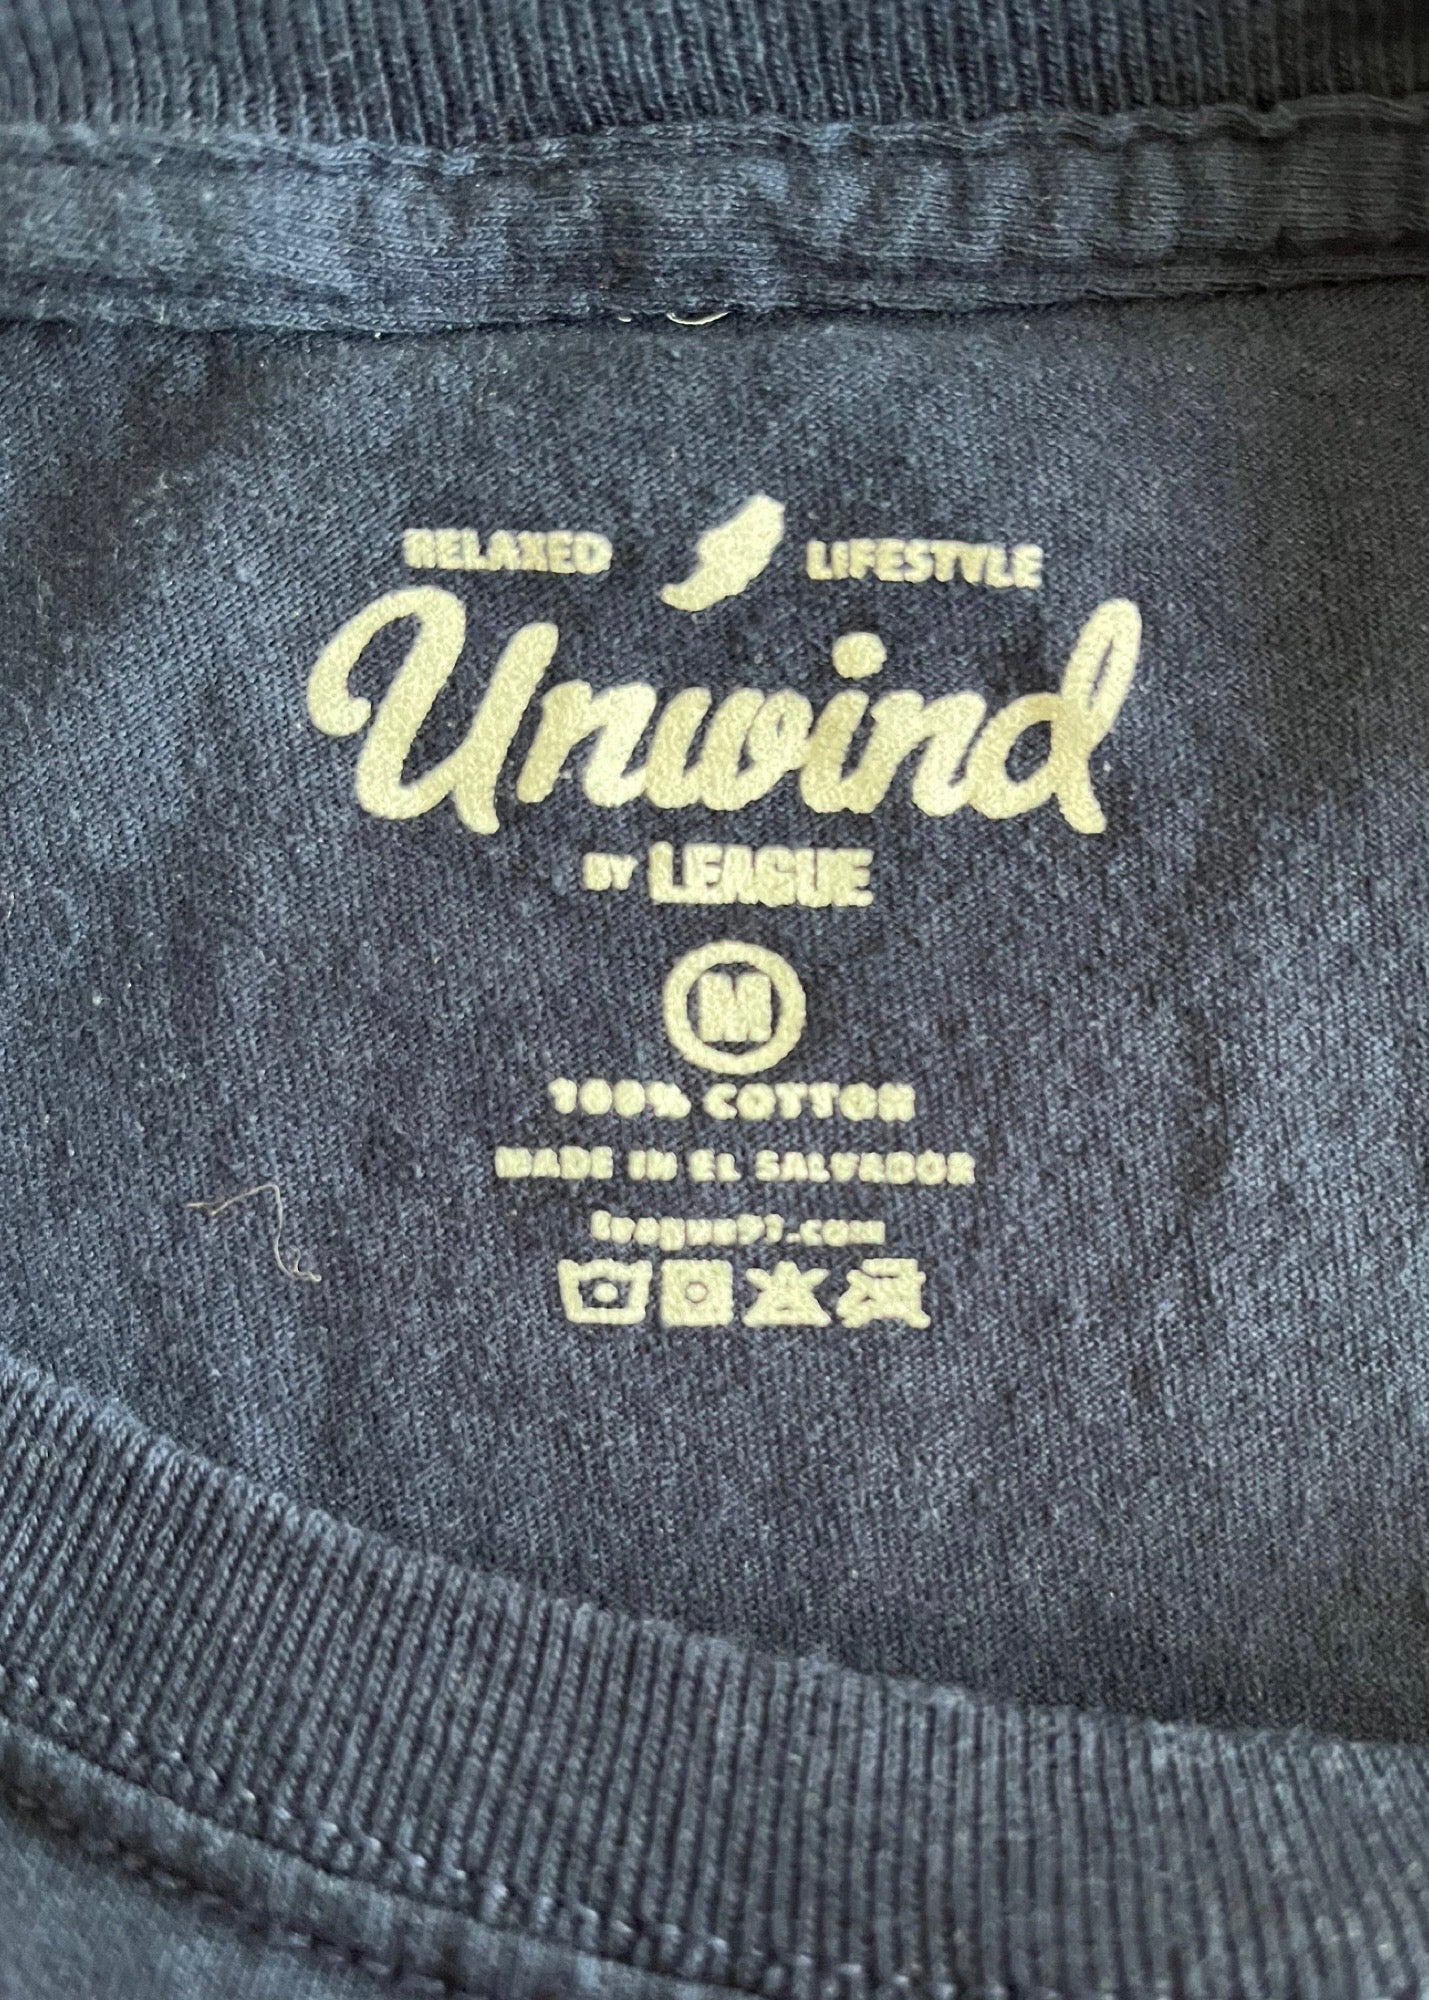 RELAXED LIFESTYLE
Unwind
BY LEAGUE
M
100% COTTON
MADE IN EL SALVADOR
league91.com